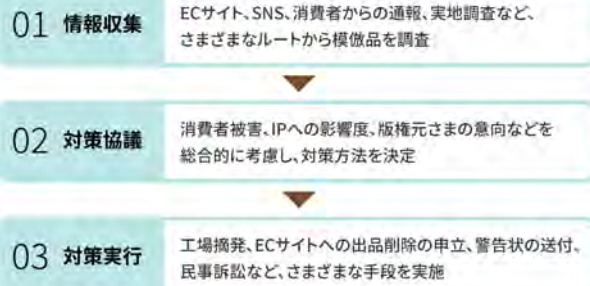 01 情報収集
ECサイト、SNS、消費者からの通報、実地調査など、
さまざまなルートから模倣品を調査
02 対策協議
消費者被害、IPへの影響度、版権元さまの意向などを
総合的に考慮し、対策方法を決定
03 対策実行
工場摘発、ECサイトへの出品削除の申立、警告状の送付、
民事訴訟など、さまざまな手段を実施